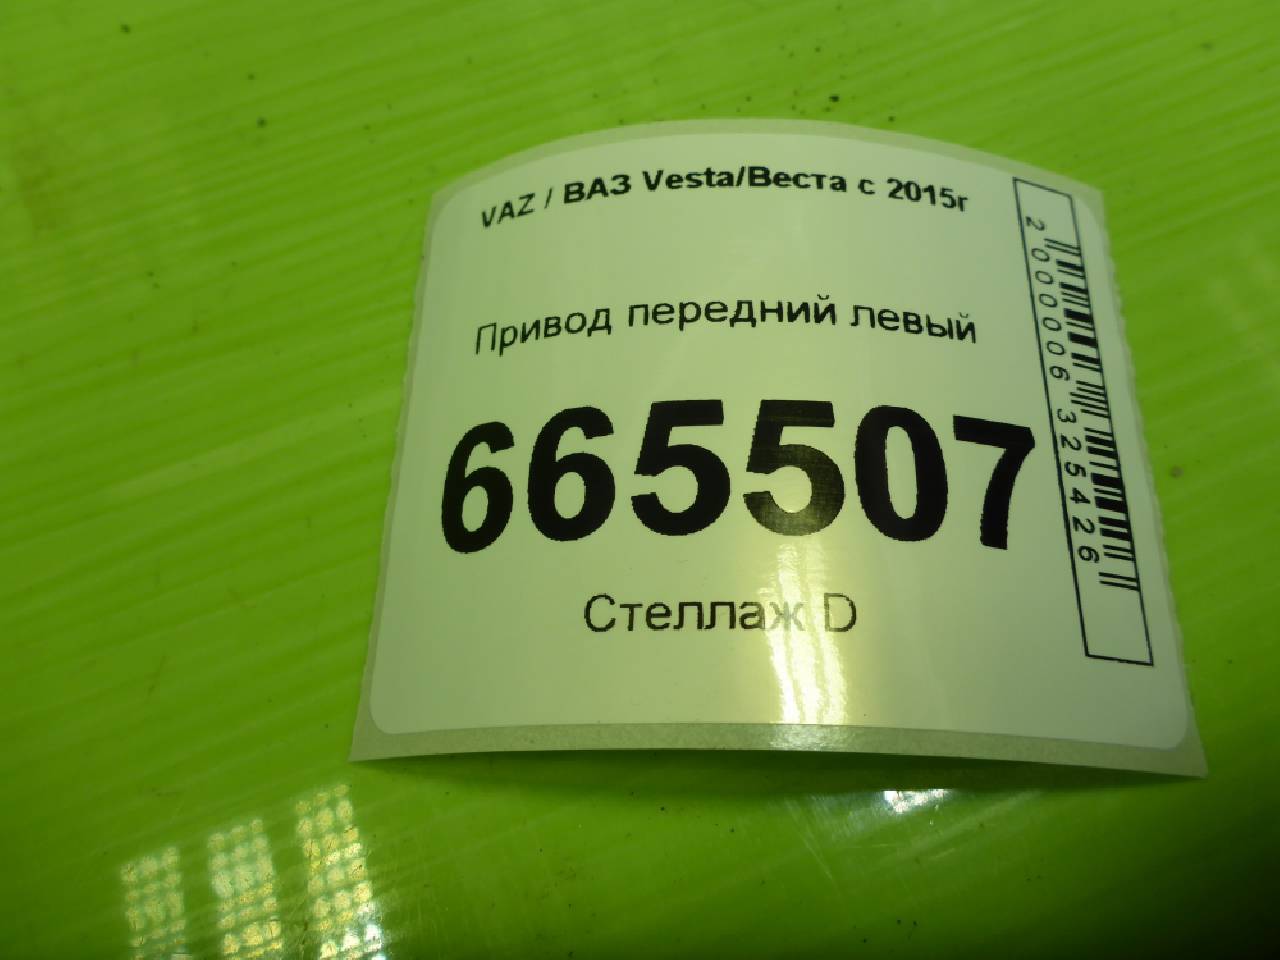 VAZ / ВАЗ Vesta/Веста с 2015г
Привод передний левый
665507
Стеллаж D
2000006325426